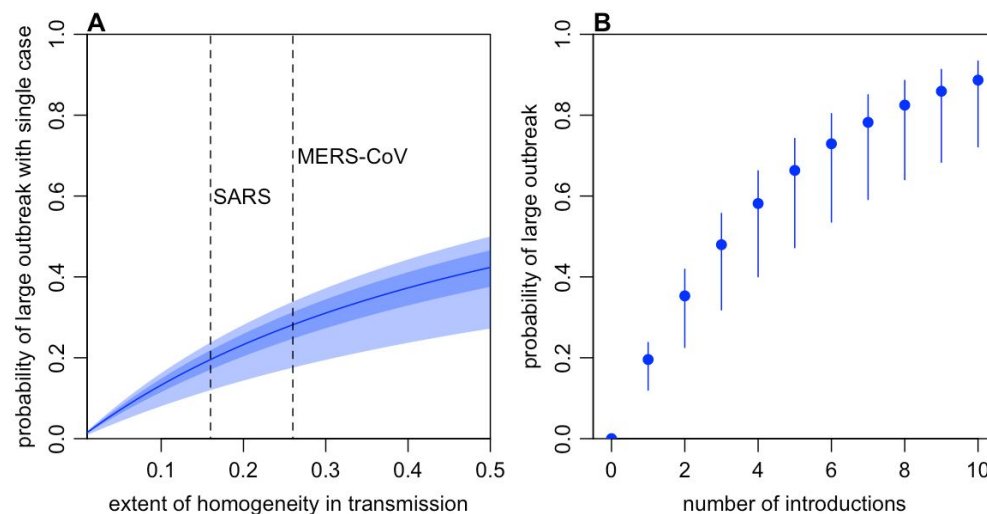 A
probability of large outbreak with single case
0.0
0.2
0.4
0.6
0.8
1.0
SARS
MERS-CoV
0.1
0.2
0.3
0.4
0.5
extent of homogeneity in transmission
B
probability of large outbreak
0.0
0.2
0.4
0.6
0.8
1.0
0
2
4
6
8
10
number of introductions